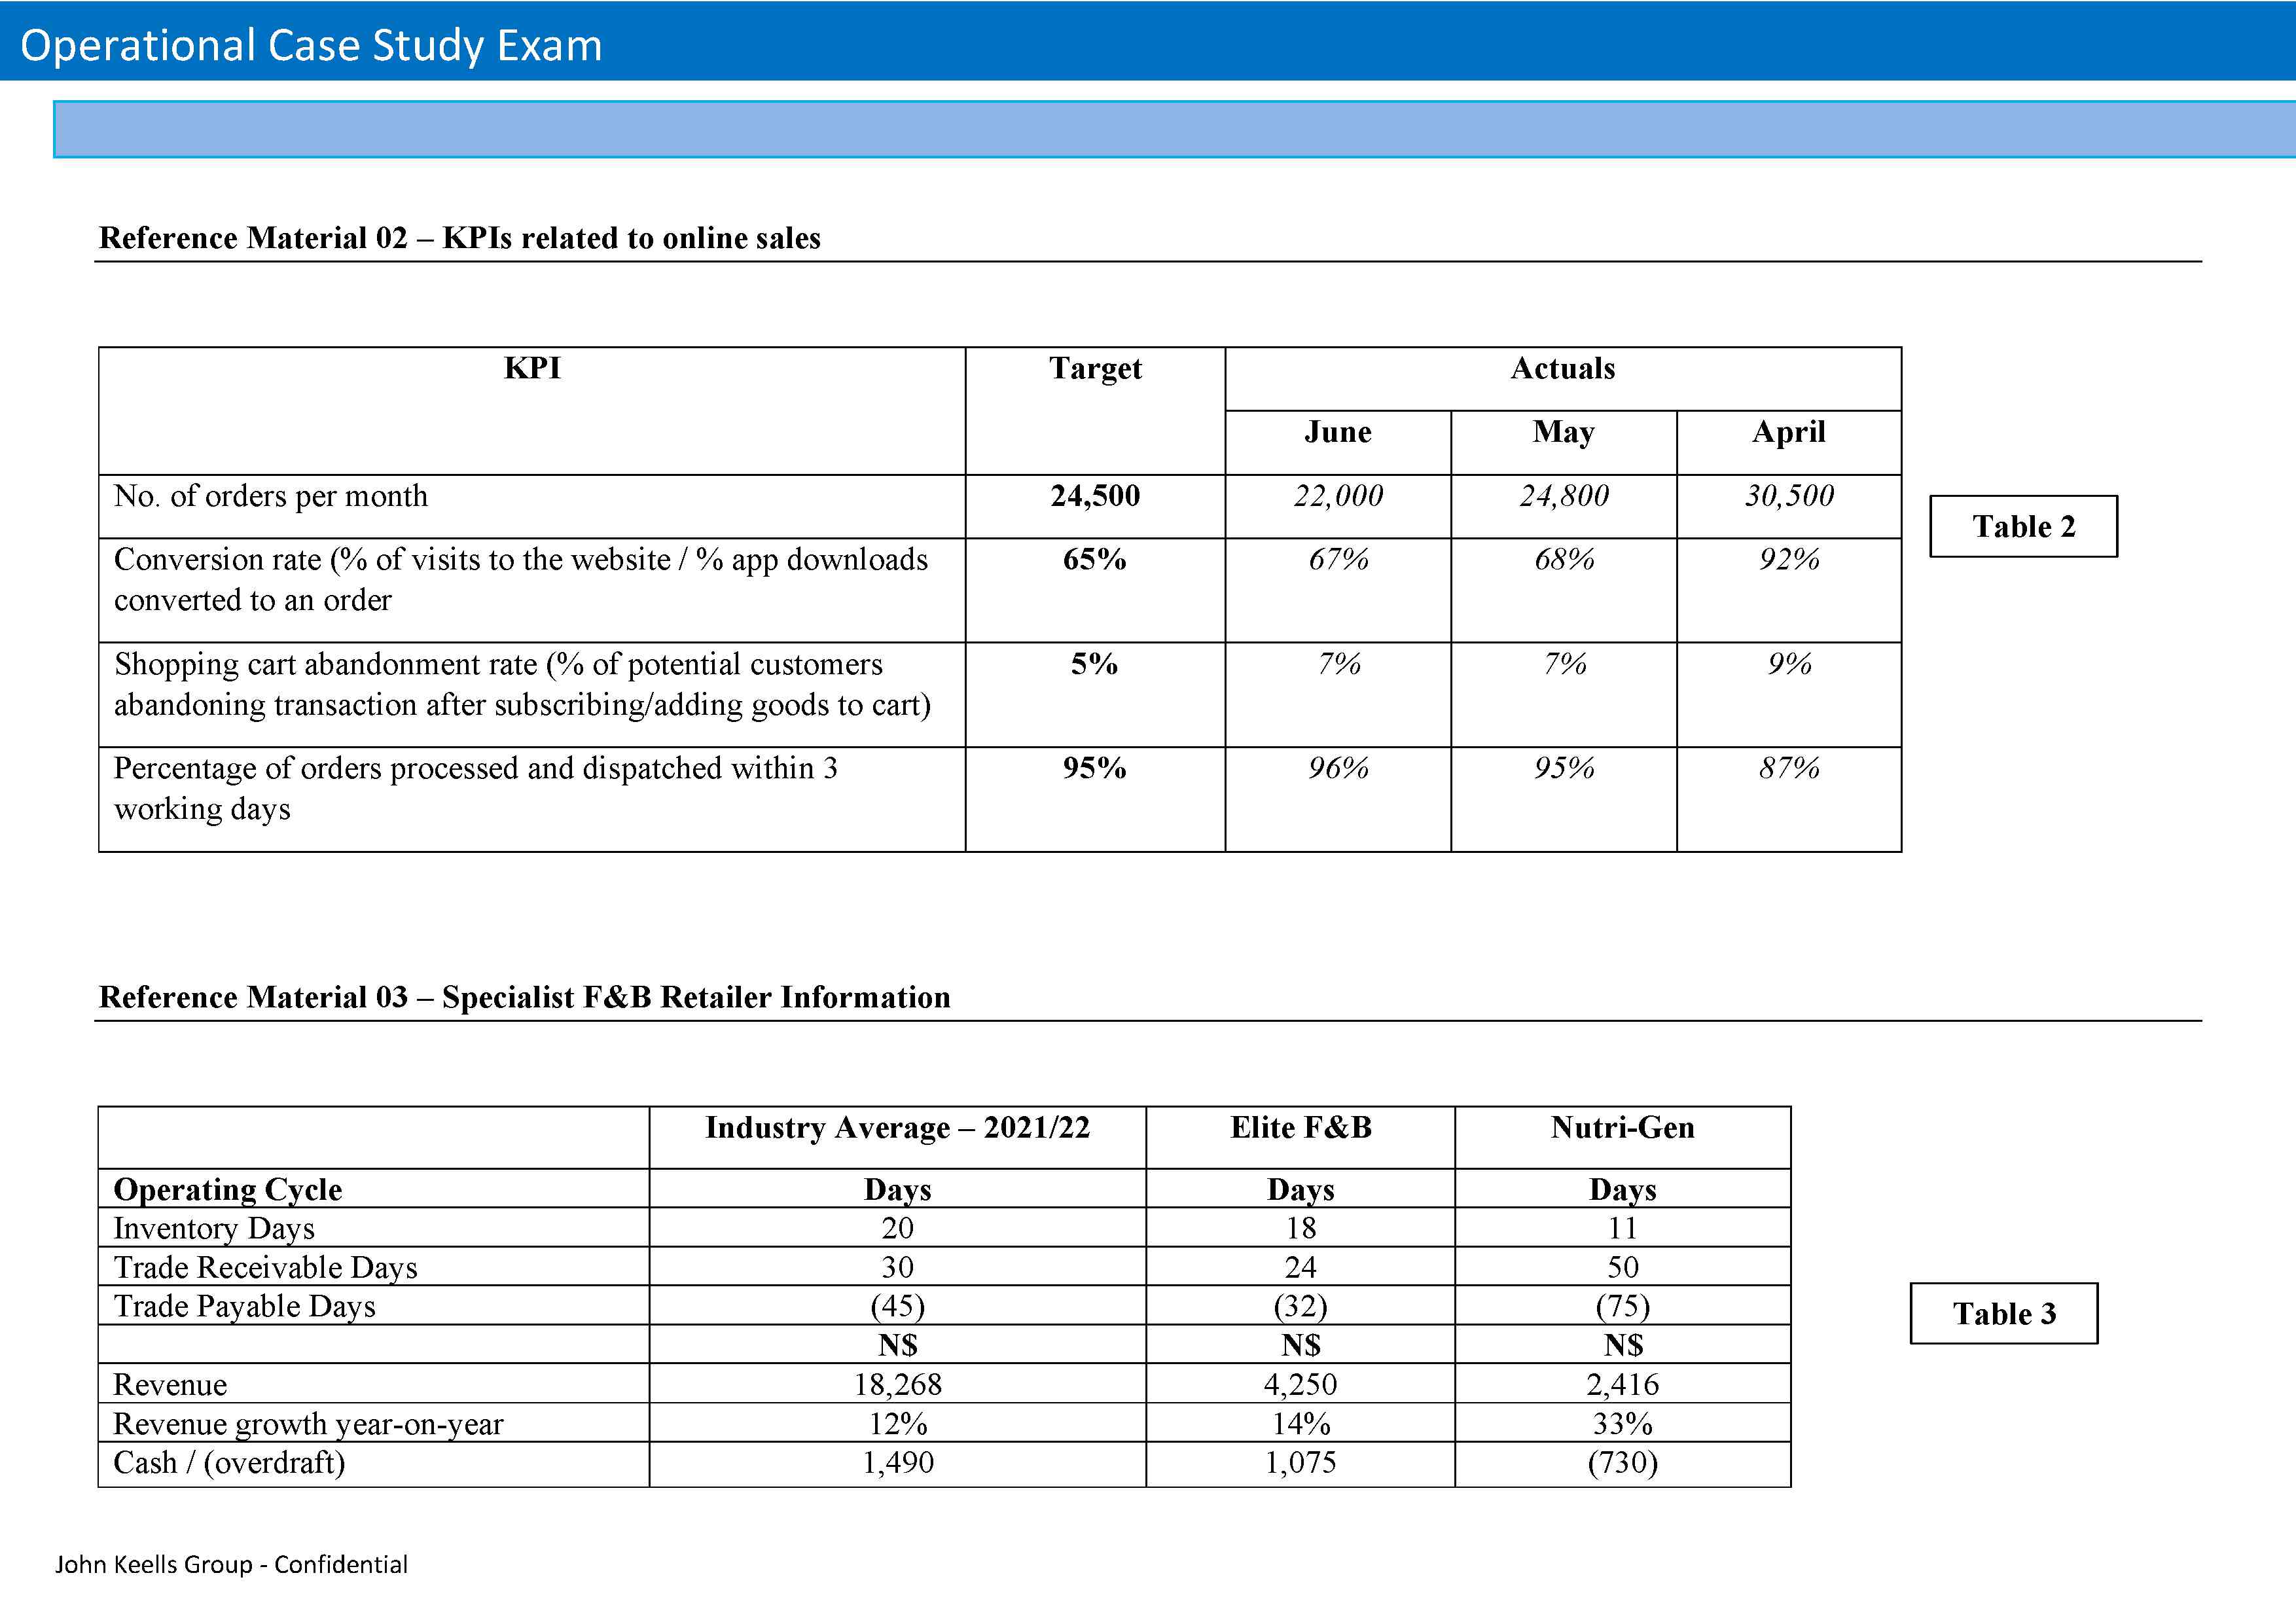 Operational Case Study Exam
Reference Material 02 – KPIs related to online sales
KPI Target Actuals
June May April
No. of orders per month 24,500 22,000 24,800 30,500
Conversion rate (% of visits to the website / % app downloads 65% 67% 68% 92%
converted to an order
Shopping cart abandonment rate (% of potential customers 5% 7% 7% 9%
abandoning transaction after subscribing/adding goods to cart)
Percentage of orders processed and dispatched within 3 95% 96% 95% 87%
working days
Table 2
Reference Material 03 – Specialist F&B Retailer Information
Industry Average – 2021/22 Elite F&B Nutri-Gen
Operating Cycle Days Days Days
Inventory Days 20 18 11
Trade Receivable Days 30 24 50
Trade Payable Days (45) (32) (75)
N$ N$ N$
Revenue 18,268 4,250 2,416
Revenue growth year-on-year 12% 14% 33%
Cash / (overdraft) 1,490 1,075 (730)
Table 3
John Keells Group - Confidential